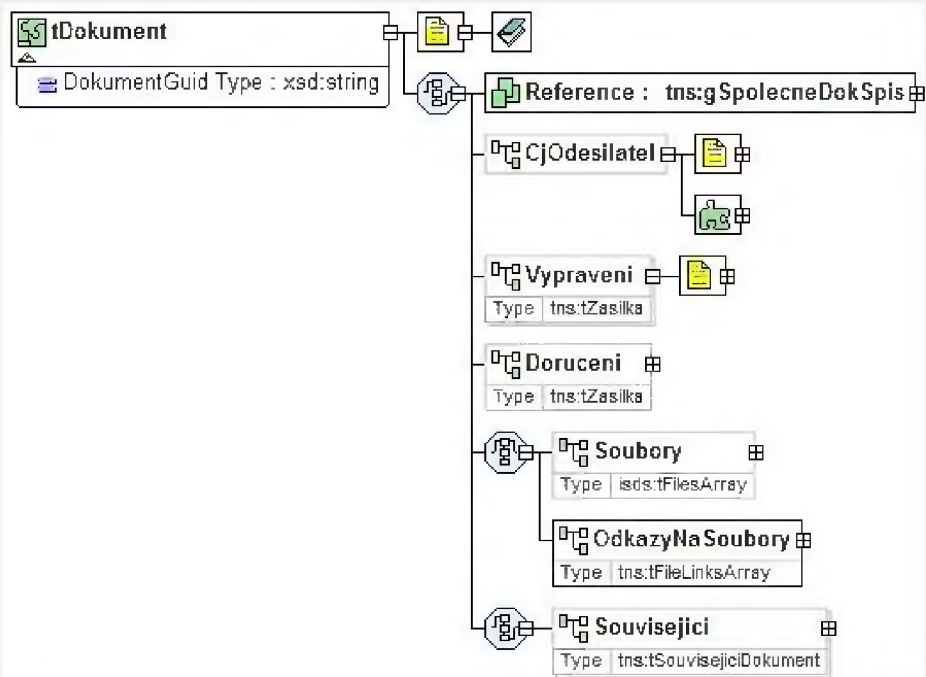 tDokument
DokumentGuid Type : xsd:string
Reference : tns:gSpolecneDokSpis
CjOdesilatel
Vypraveni
Type tns:tZasilka
Doruceni
Type tns:tZasilka
Soubory
Type isds:tFilesArray
OdkazyNaSoubory
Type tns:tFileLinksArray
Souvisejici
Type tns:tSouvisejiciDokument